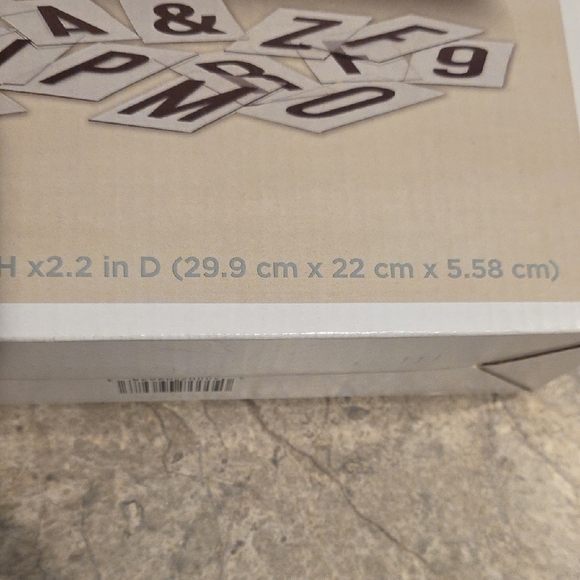 A & Z F 9
P M O
H x2.2 in D (29.9 cm x 22 cm x 5.58 cm)